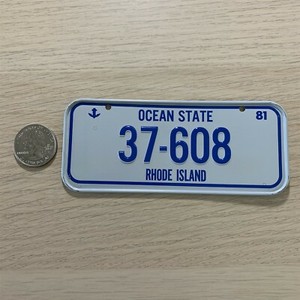 OCEAN STATE 81
37-608
RHODE ISLAND